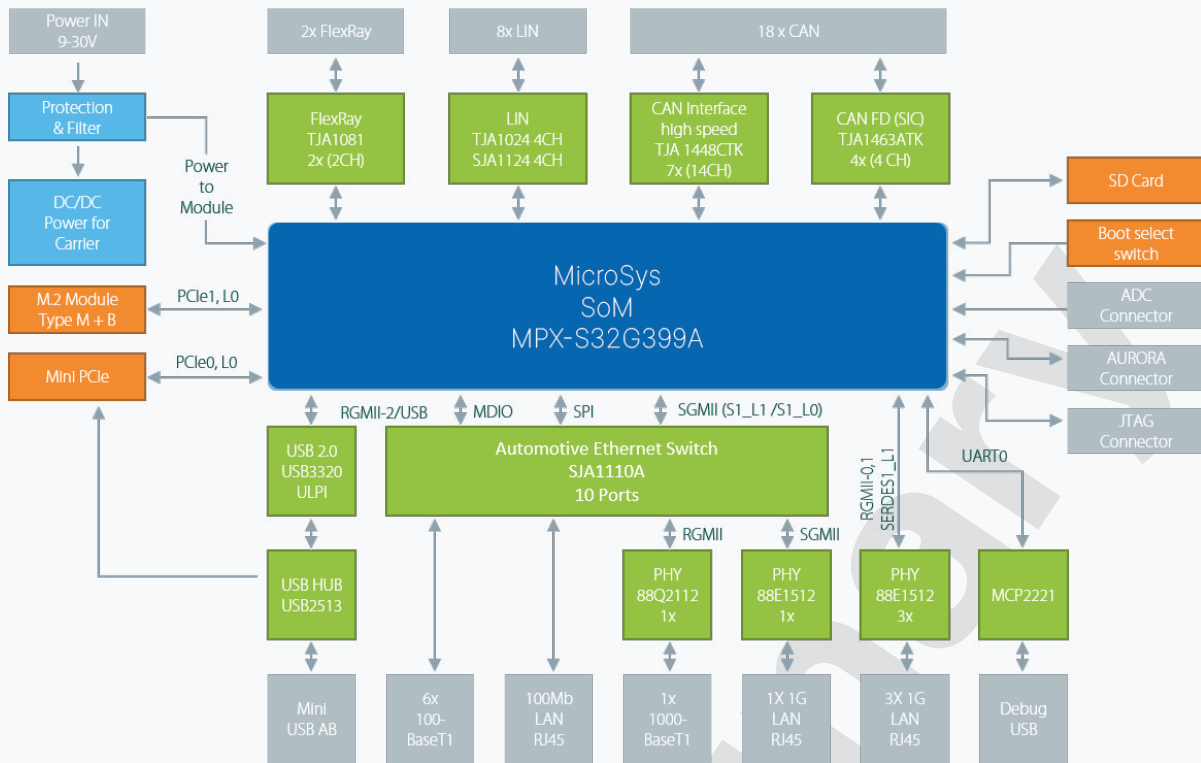 Power IN
9-30V
2x FlexRay
8x LIN
18 x CAN
Protection
& Filter
FlexRay
TJA1081
2x (2CH)
LIN
TJA1024 4CH
SJA1124 4CH
CAN Interface
high speed
TJA 1448CTK
7x (14CH)
CAN FD (SIC)
TJA1463ATK
4x (4 CH)
Power
to
Module
DC/DC
Power for
Carrier
SD Card
Boot select
switch
MicroSys
SoM
MPX-S32G399A
M.2 Module
Type M + B
PCIe1, L0
ADC
Connector
Mini PCIe
PCIe0, L0
AURORA
Connector
JTAG
Connector
RGMII-2/USB
MDIO
SPI
SGMII (S1_L1 /S1_L0)
USB 2.0
USB3320
ULPI
Automotive Ethernet Switch
SJA1110A
10 Ports
RGMII-0,1
SERDES1_L1
UART0
RGMII
SGMII
USB HUB
USB2513
PHY
88Q2112
1x
PHY
88E1512
1x
PHY
88E1512
3x
MCP2221
Mini
USB AB
6x
100-
BaseT1
100Mb
LAN
RJ45
1x
1000-
BaseT1
1X 1G
LAN
RJ45
3X 1G
LAN
RJ45
Debug
USB